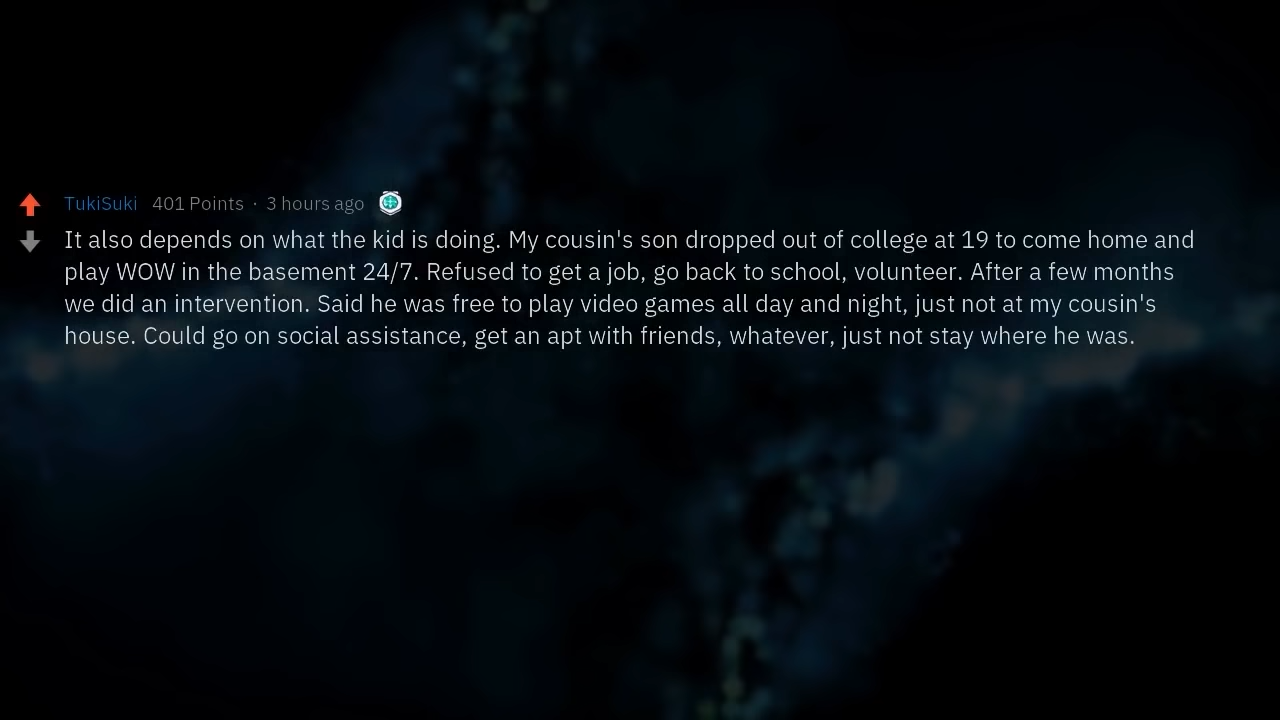 TukiSuki 401 Points · 3 hours ago
It also depends on what the kid is doing. My cousin's son dropped out of college at 19 to come home and
play WOW in the basement 24/7. Refused to get a job, go back to school, volunteer. After a few months
we did an intervention. Said he was free to play video games all day and night, just not at my cousin's
house. Could go on social assistance, get an apt with friends, whatever, just not stay where he was.